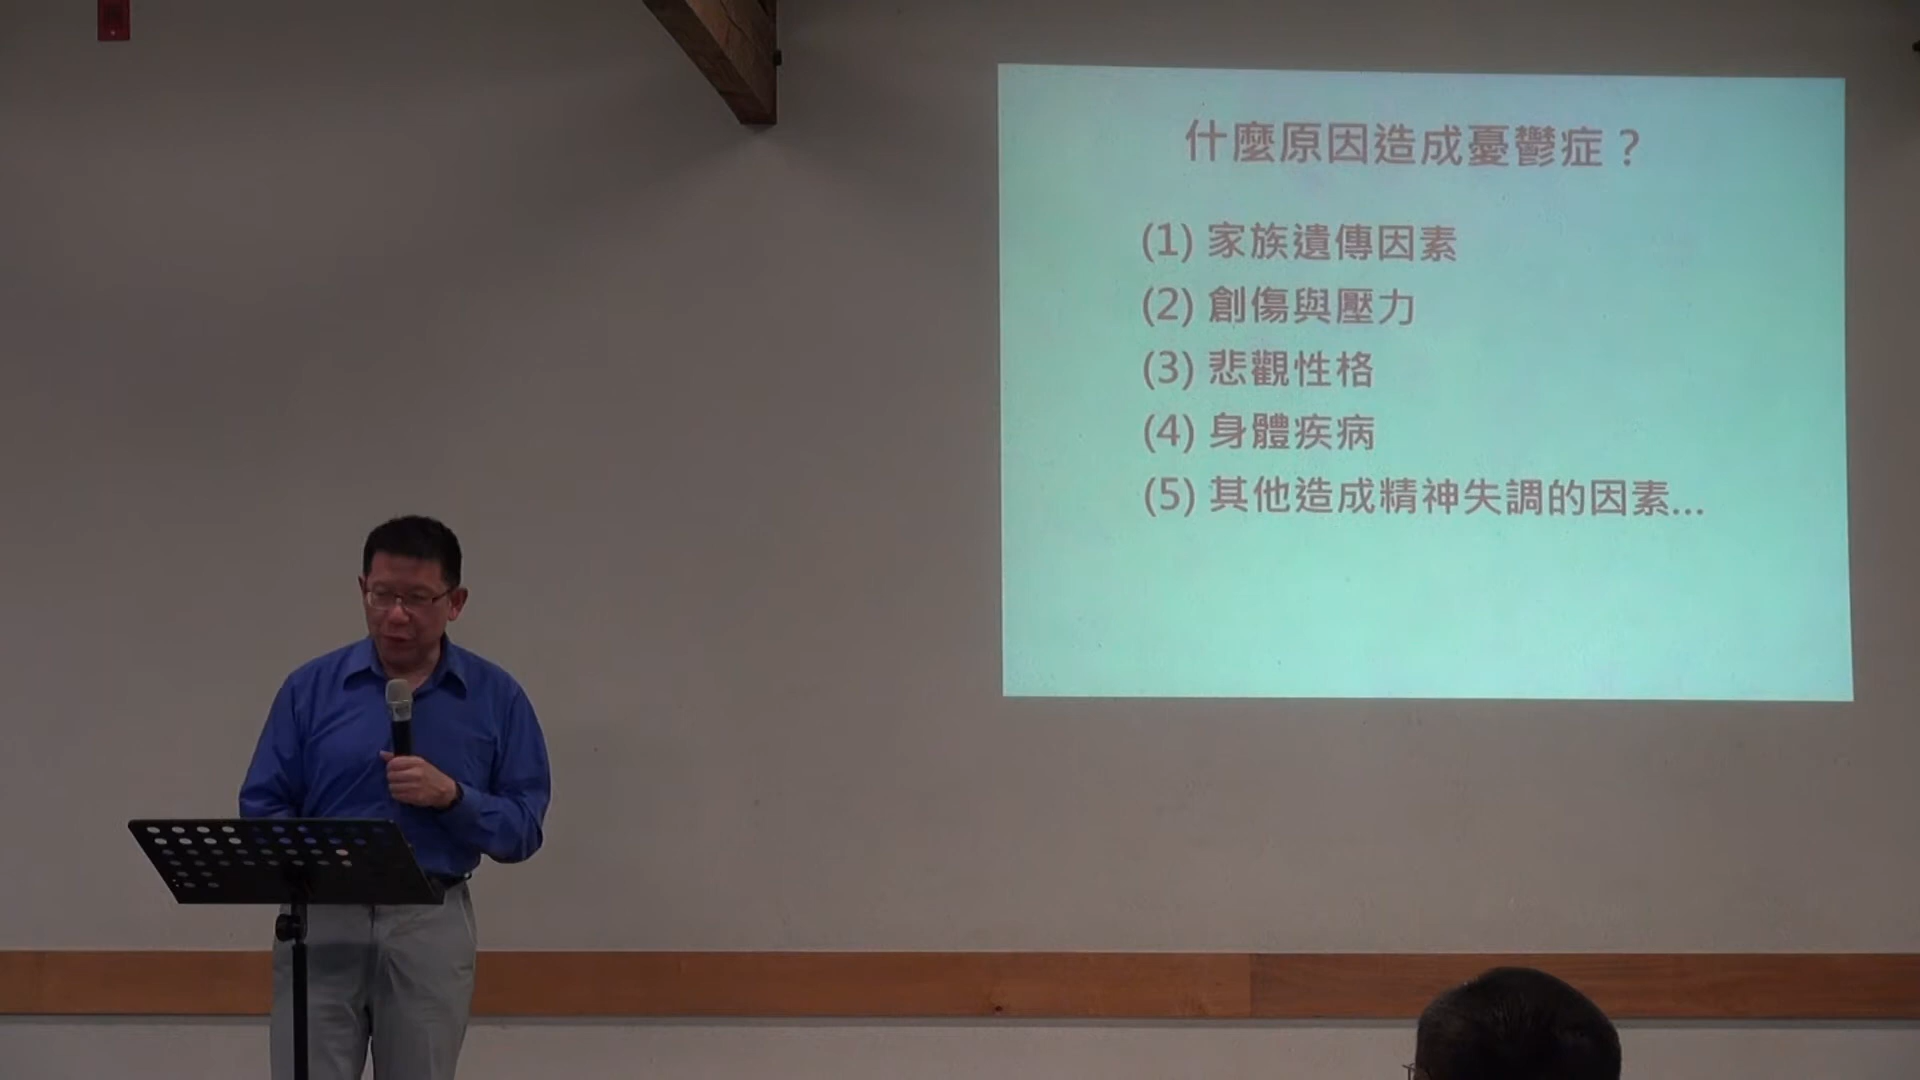 什麼原因造成憂鬱症？
(1) 家族遺傳因素
(2) 創傷與壓力
(3) 悲觀性格
(4) 身體疾病
(5) 其他造成精神失調的因素...